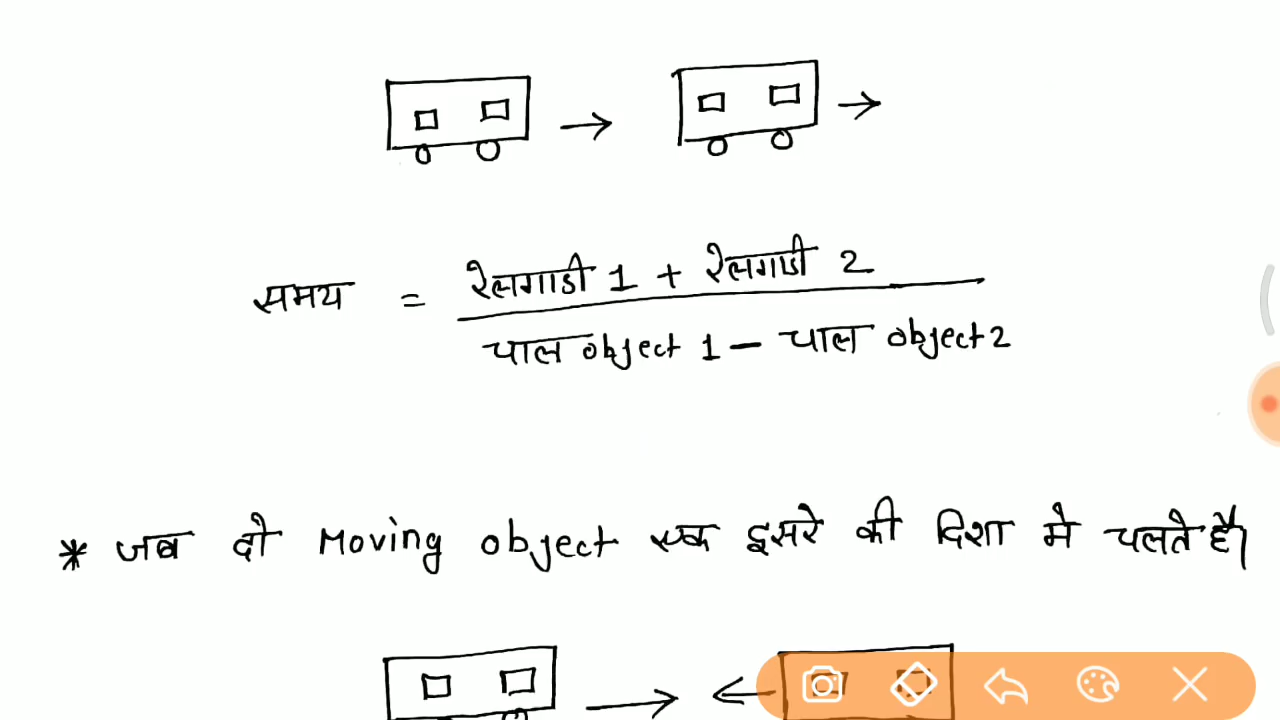 समय = रेलगाडी 1 + रेलगाडी 2
चाल object 1 - चाल object 2
* जब दो Moving object एक दुसरे की दिशा मे चलते है।